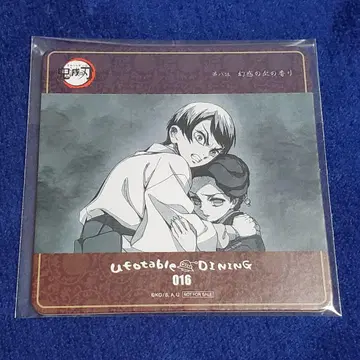 鬼滅の刃
第八話 幻惑の血の香り
ufotable DINING
016
©KG/S,A,U NOT FOR SALE